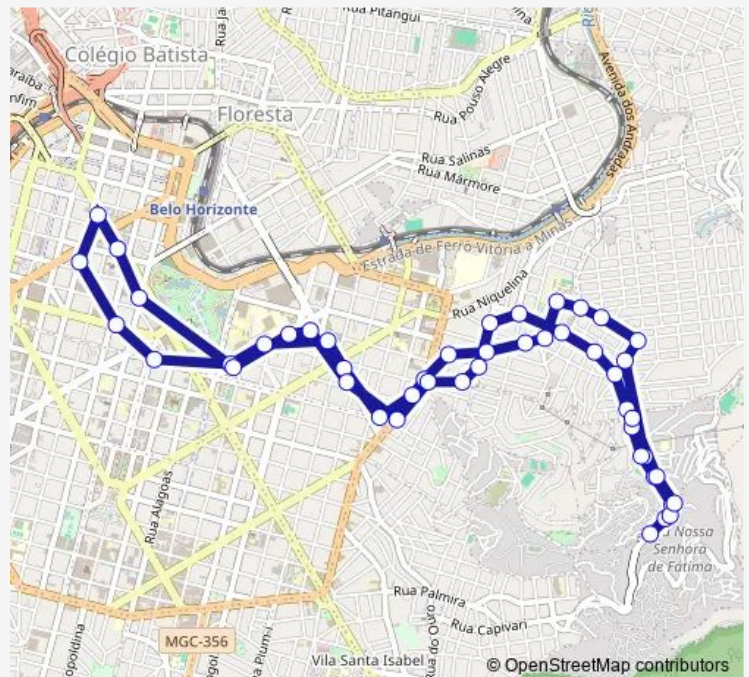 Rua Pitangui
Colégio Batista
Floresta
Rua Pouso Alegre
Avenida dos Andradas
Rua Salinas
Rua Mármore
Belo Horizonte
Estrada de Ferro Vitória a Minas
Rua Niquelina
Rua Alagoas
Nossa
Senhora
de Fátima
Rua Palmira
Rua Capivari
MGC-356
Vila Santa Isabel
© OpenStreetMap contributors